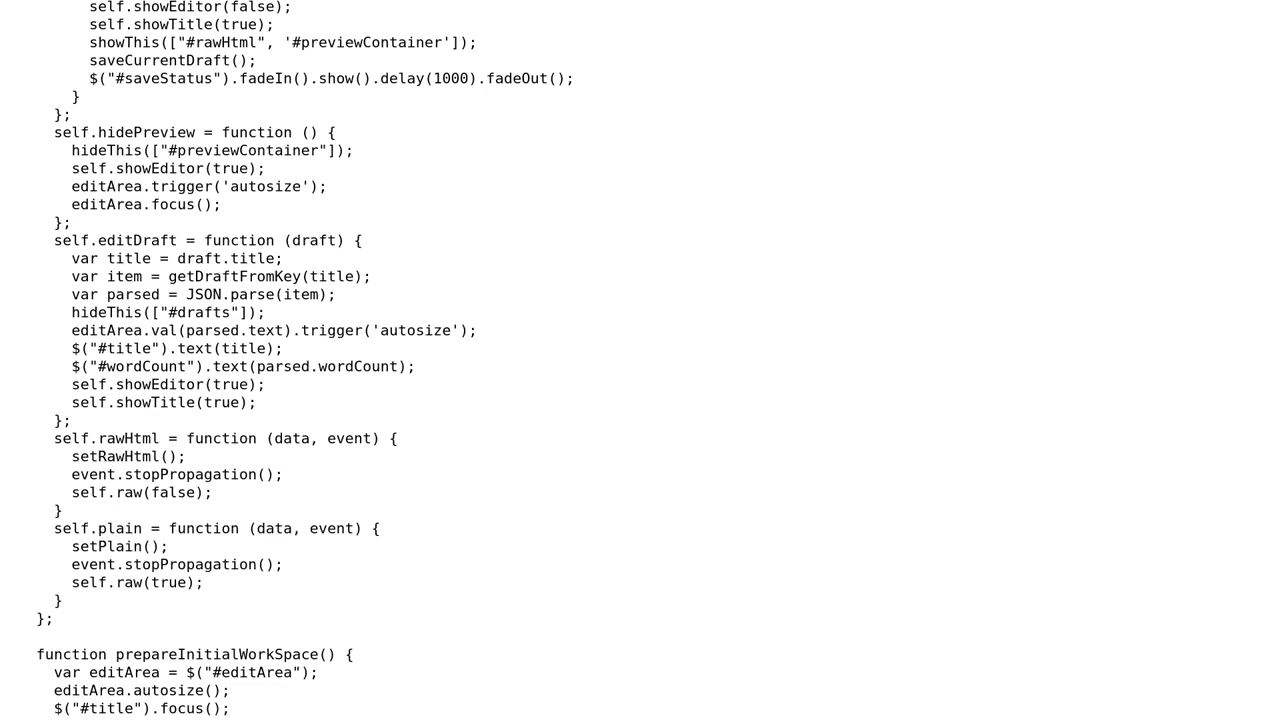 self.showEditor(false);
      self.showTitle(true);
      showThis(["#rawHtml", '#previewContainer']);
      saveCurrentDraft();
      $("#saveStatus").fadeIn().show().delay(1000).fadeOut();
    }
  };
  self.hidePreview = function () {
    hideThis(["#previewContainer"]);
    self.showEditor(true);
    editArea.trigger('autosize');
    editArea.focus();
  };
  self.editDraft = function (draft) {
    var title = draft.title;
    var item = getDraftFromKey(title);
    var parsed = JSON.parse(item);
    hideThis(["#drafts"]);
    editArea.val(parsed.text).trigger('autosize');
    $("#title").text(title);
    $("#wordCount").text(parsed.wordCount);
    self.showEditor(true);
    self.showTitle(true);
  };
  self.rawHtml = function (data, event) {
    setRawHtml();
    event.stopPropagation();
    self.raw(false);
  }
  self.plain = function (data, event) {
    setPlain();
    event.stopPropagation();
    self.raw(true);
  }
};

function prepareInitialWorkSpace() {
  var editArea = $("#editArea");
  editArea.autosize();
  $("#title").focus();